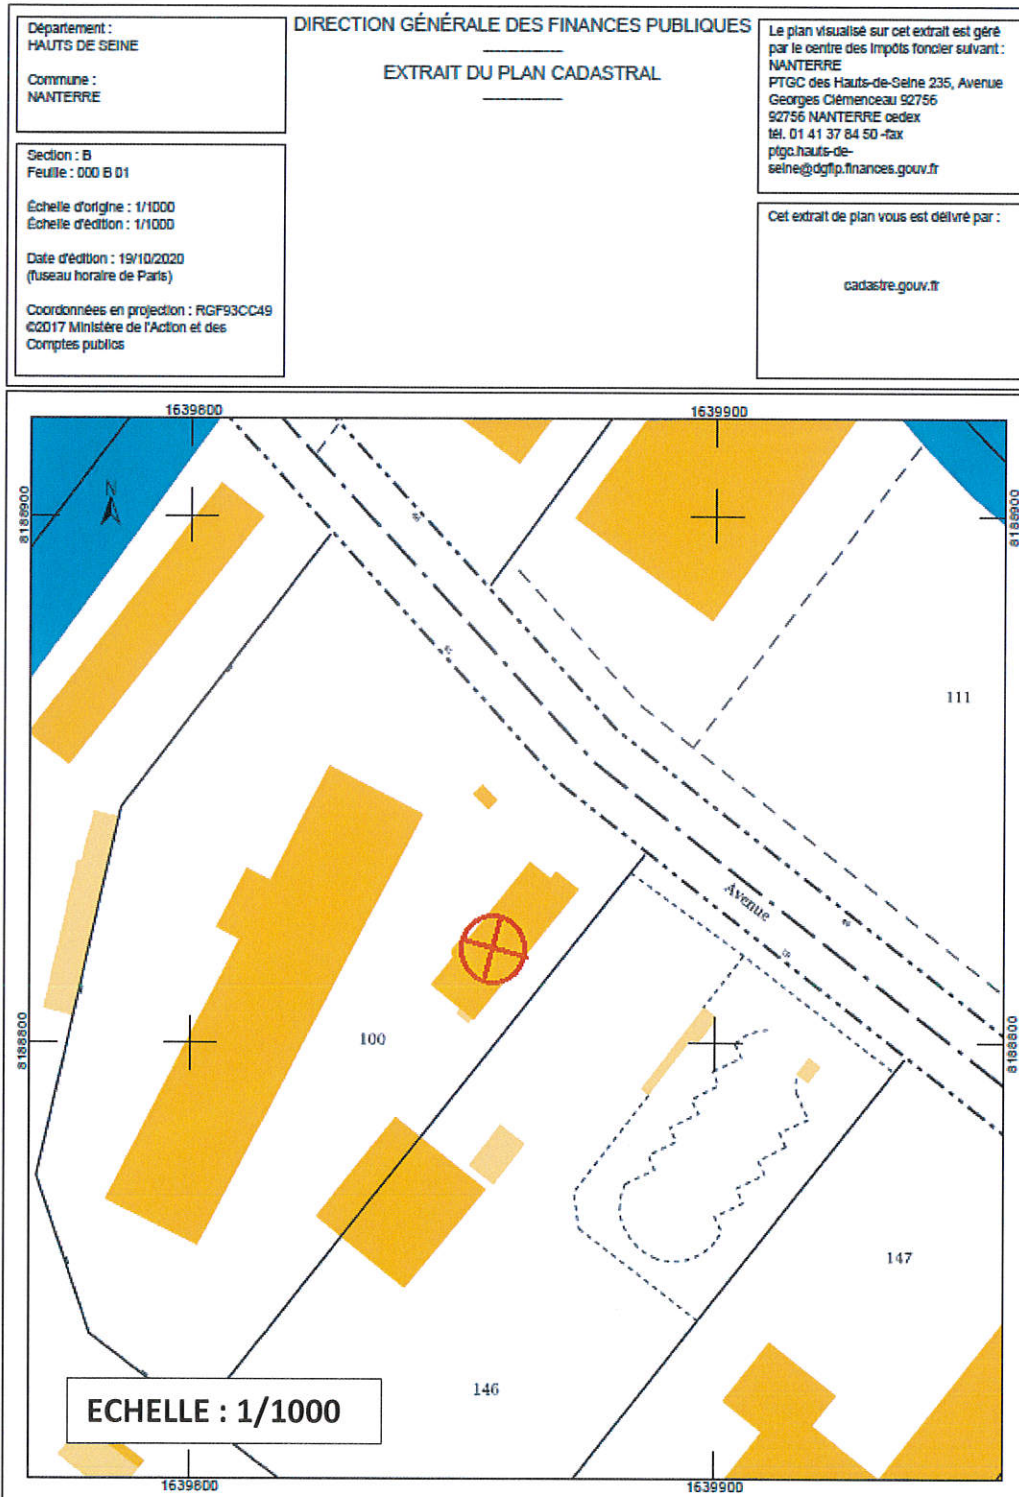 Département :
HAUTS DE SEINE
Commune :
NANTERRE
Section : B
Feuille : 000 B 01
Échelle d'origine : 1/1000
Échelle d'édition : 1/1000
Date d'édition : 19/10/2020
(fuseau horaire de Paris)
Coordonnées en projection : RGF93CC49
©2017 Ministère de l'Action et des
Comptes publics
DIRECTION GÉNÉRALE DES FINANCES PUBLIQUES
EXTRAIT DU PLAN CADASTRAL
Le plan visualisé sur cet extrait est géré
par le centre des impôts foncier suivant :
NANTERRE
PTGC des Hauts-de-Seine 235, Avenue
Georges Clémenceau 92756
92756 NANTERRE cedex
tél. 01 41 37 84 50 -fax
ptgc.hauts-de-
seine@dgfip.finances.gouv.fr
Cet extrait de plan vous est délivré par :
cadastre.gouv.fr
1639800
1639900
N
8188900
8188900
111
Avenue
8188800
8188800
100
147
146
ECHELLE : 1/1000
1639800
1639900